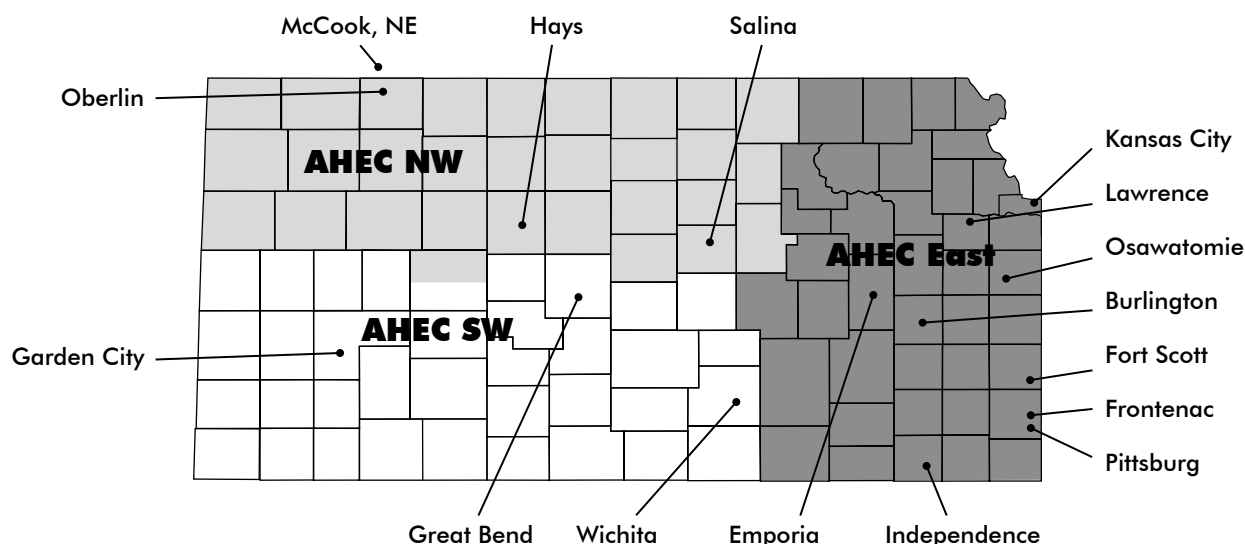 McCook, NE
Hays
Salina
Oberlin
Kansas City
AHEC NW
Lawrence
Osawatomie
AHEC East
Burlington
AHEC SW
Garden City
Fort Scott
Frontenac
Pittsburg
Great Bend
Wichita
Emporia
Independence